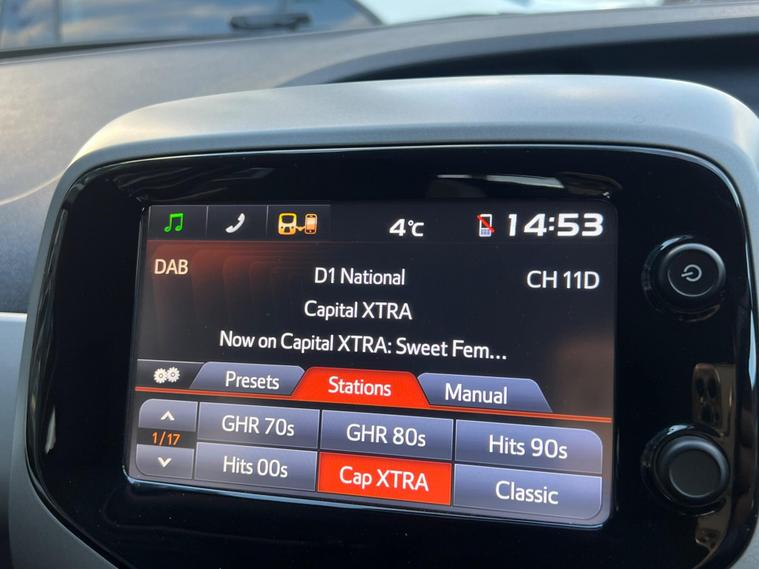 4°C
14:53
DAB
D1 National
CH 11D
Capital XTRA
Now on Capital XTRA: Sweet Fem...
Presets
Stations
Manual
1/17
GHR 70s
GHR 80s
Hits 90s
Hits 00s
Cap XTRA
Classic